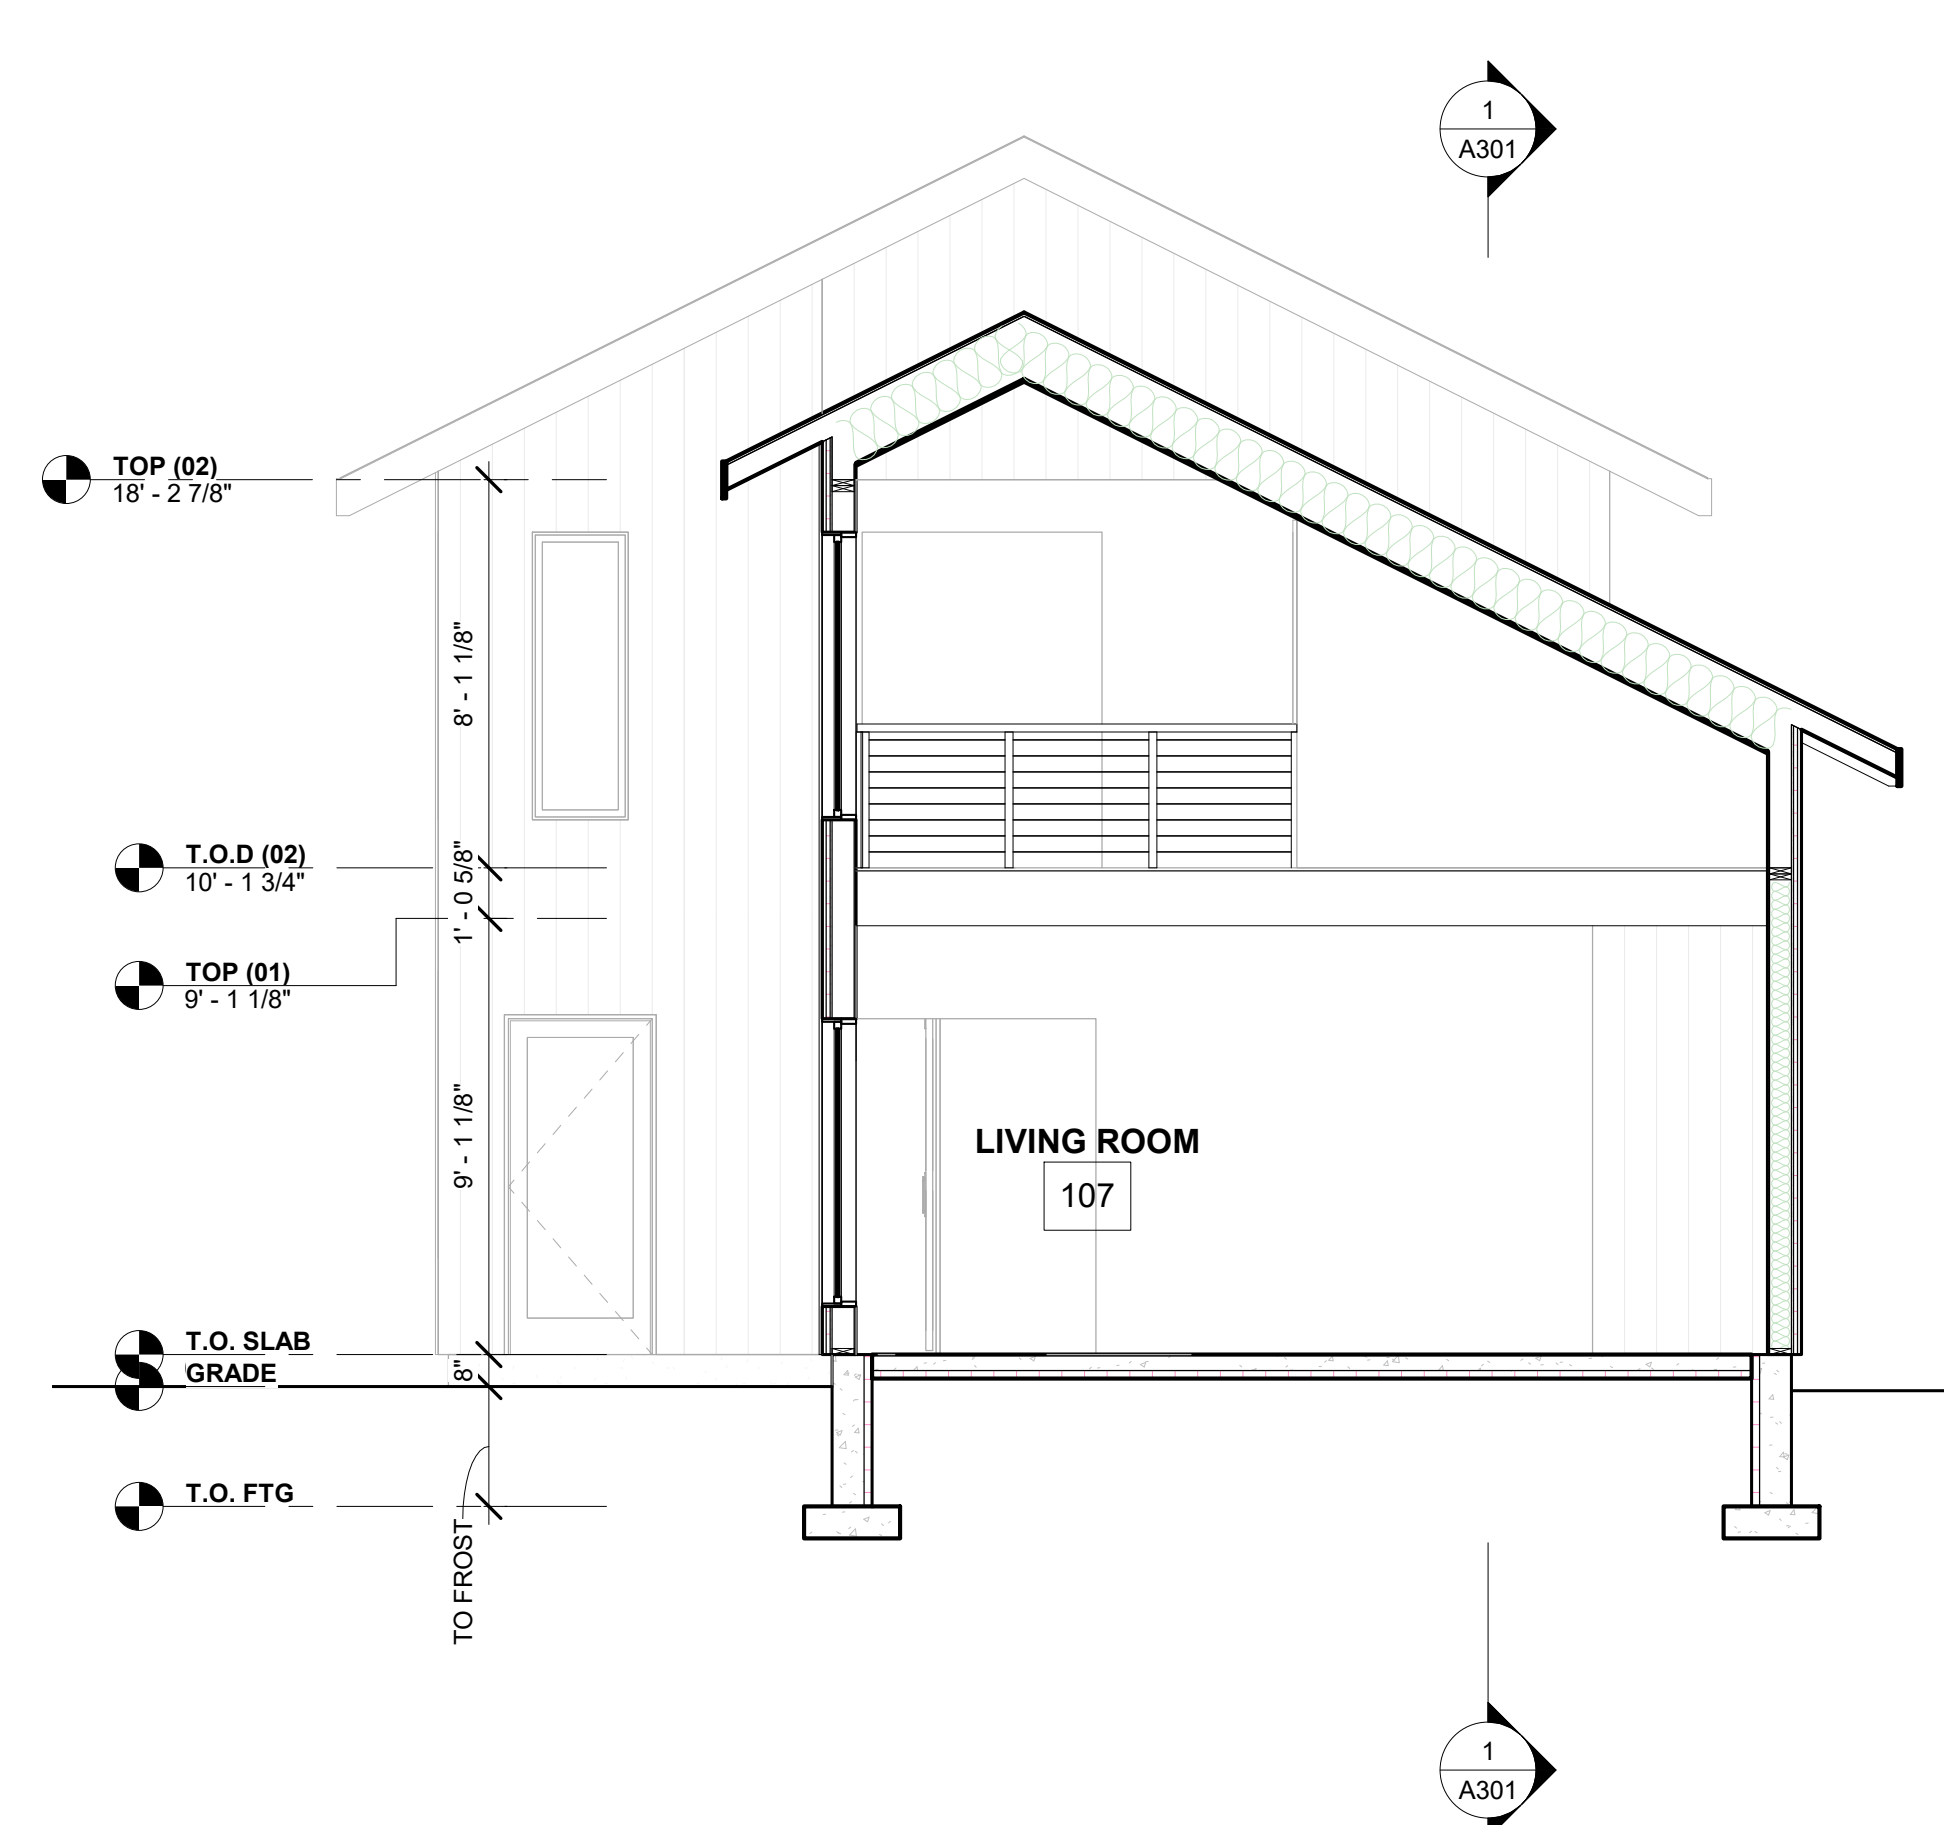 1
A301
TOP (02)
18' - 2 7/8"
8' - 1 1/8"
T.O.D (02)
10' - 1 3/4"
1' - 0 5/8"
TOP (01)
9' - 1 1/8"
9' - 1 1/8"
LIVING ROOM
107
T.O. SLAB
GRADE
8"
T.O. FTG
TO FROST
1
A301